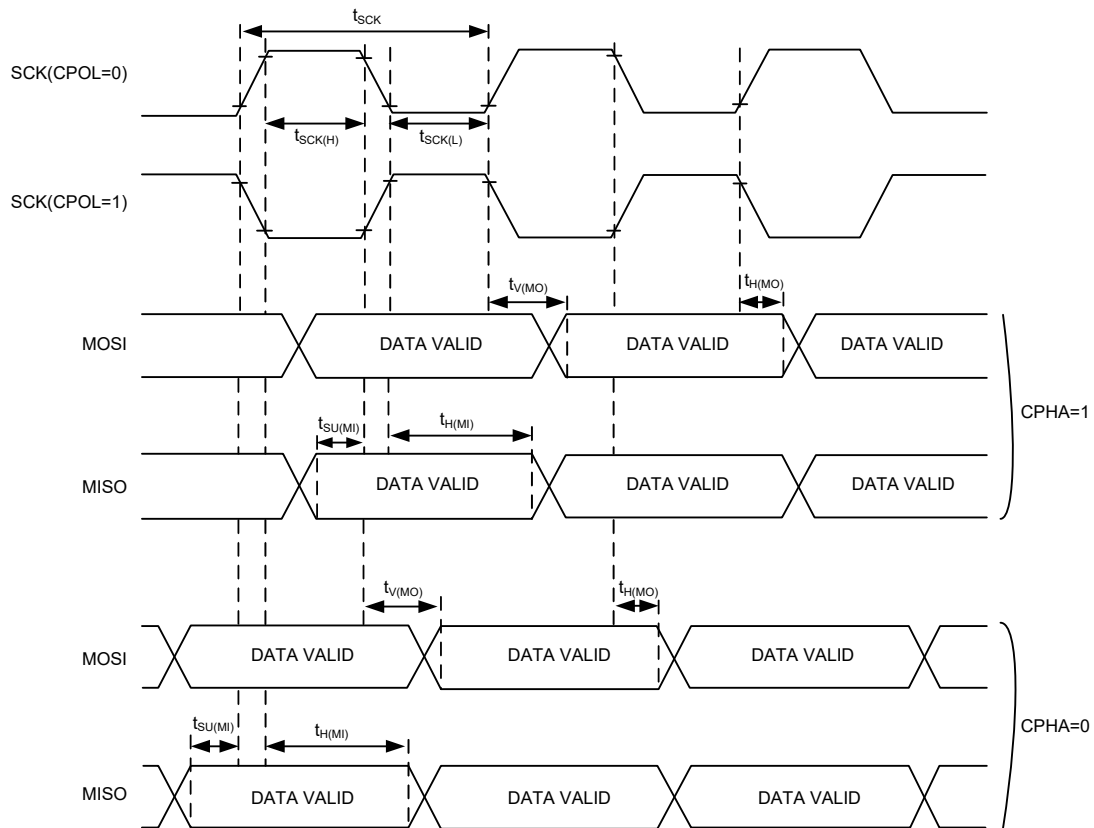 tSCK
SCK(CPOL=0)
tSCK(H)
tSCK(L)
SCK(CPOL=1)
tV(MO)
tH(MO)
MOSI
DATA VALID
DATA VALID
DATA VALID
CPHA=1
tSU(MI)
tH(MI)
MISO
DATA VALID
DATA VALID
DATA VALID
tV(MO)
tH(MO)
MOSI
DATA VALID
DATA VALID
DATA VALID
CPHA=0
tSU(MI)
tH(MI)
MISO
DATA VALID
DATA VALID
DATA VALID